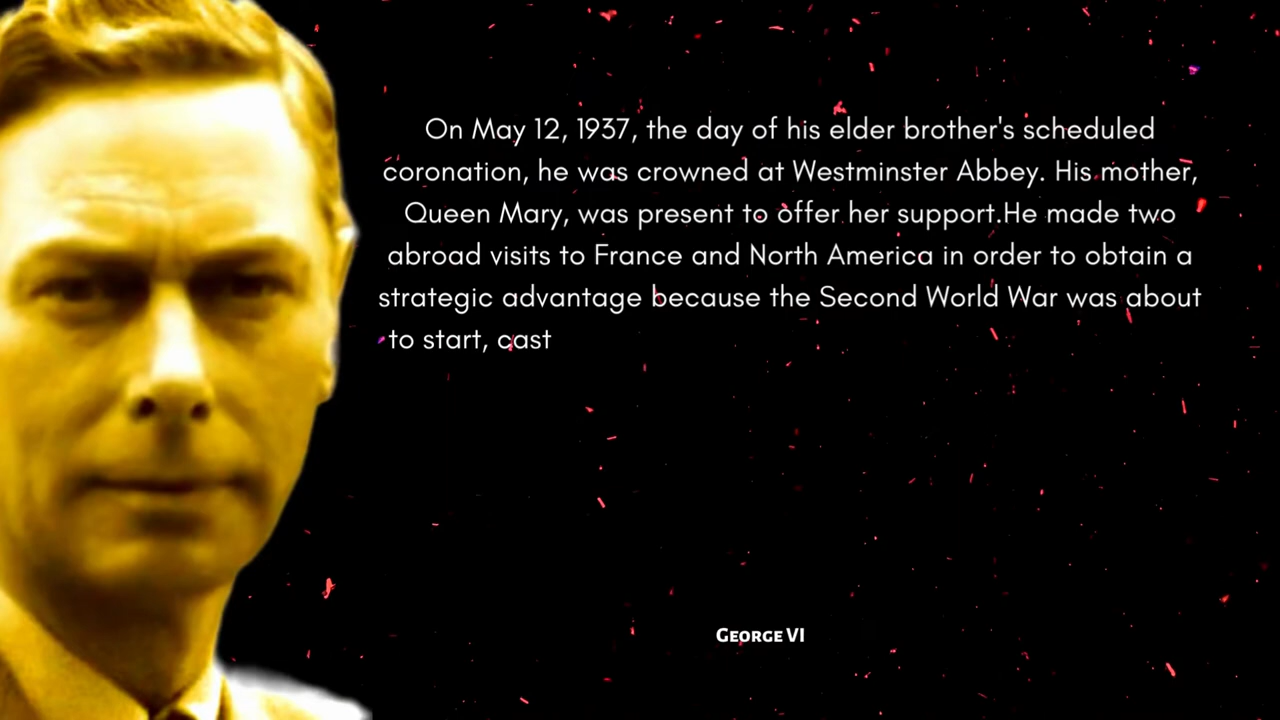 On May 12, 1937, the day of his elder brother's scheduled
coronation, he was crowned at Westminster Abbey. His mother,
Queen Mary, was present to offer her support.He made two
abroad visits to France and North America in order to obtain a
strategic advantage because the Second World War was about
to start, cast
George VI